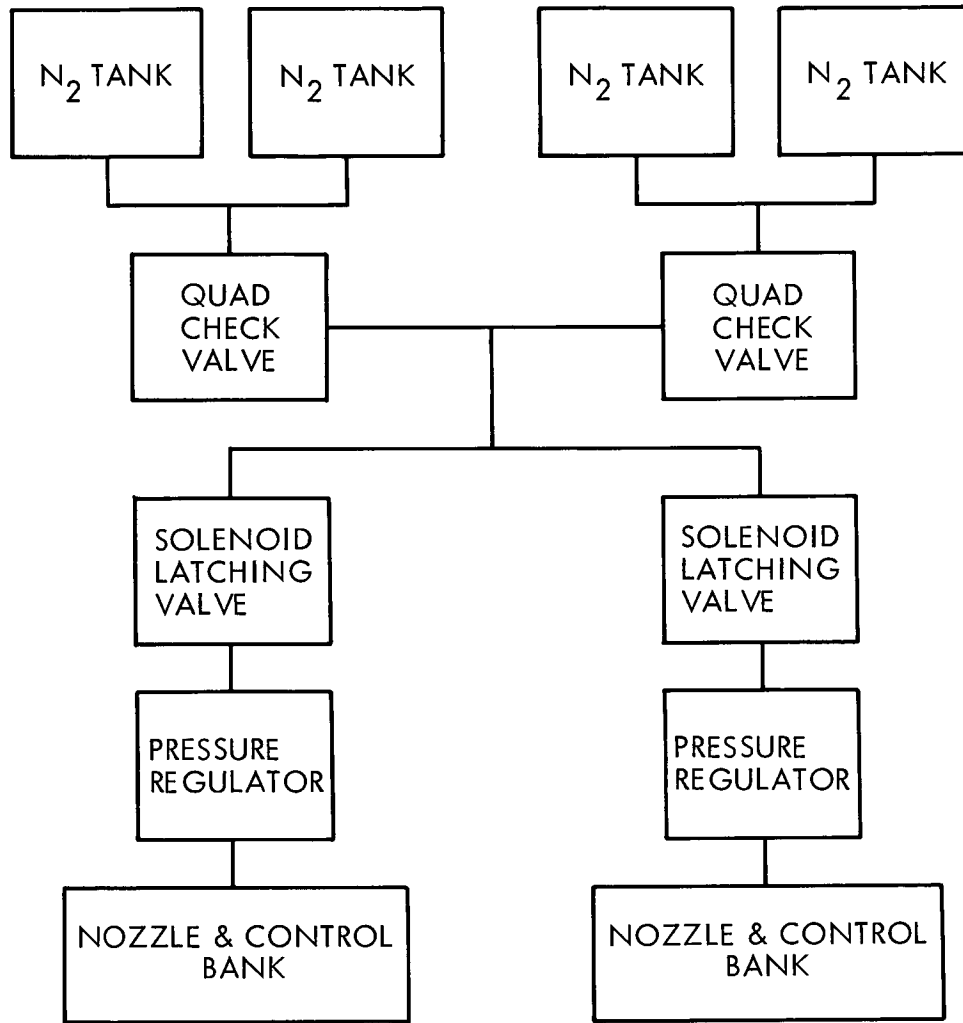 N2 TANK
N2 TANK
N2 TANK
N2 TANK
QUAD
CHECK
VALVE
QUAD
CHECK
VALVE
SOLENOID
LATCHING
VALVE
SOLENOID
LATCHING
VALVE
PRESSURE
REGULATOR
PRESSURE
REGULATOR
NOZZLE & CONTROL
BANK
NOZZLE & CONTROL
BANK